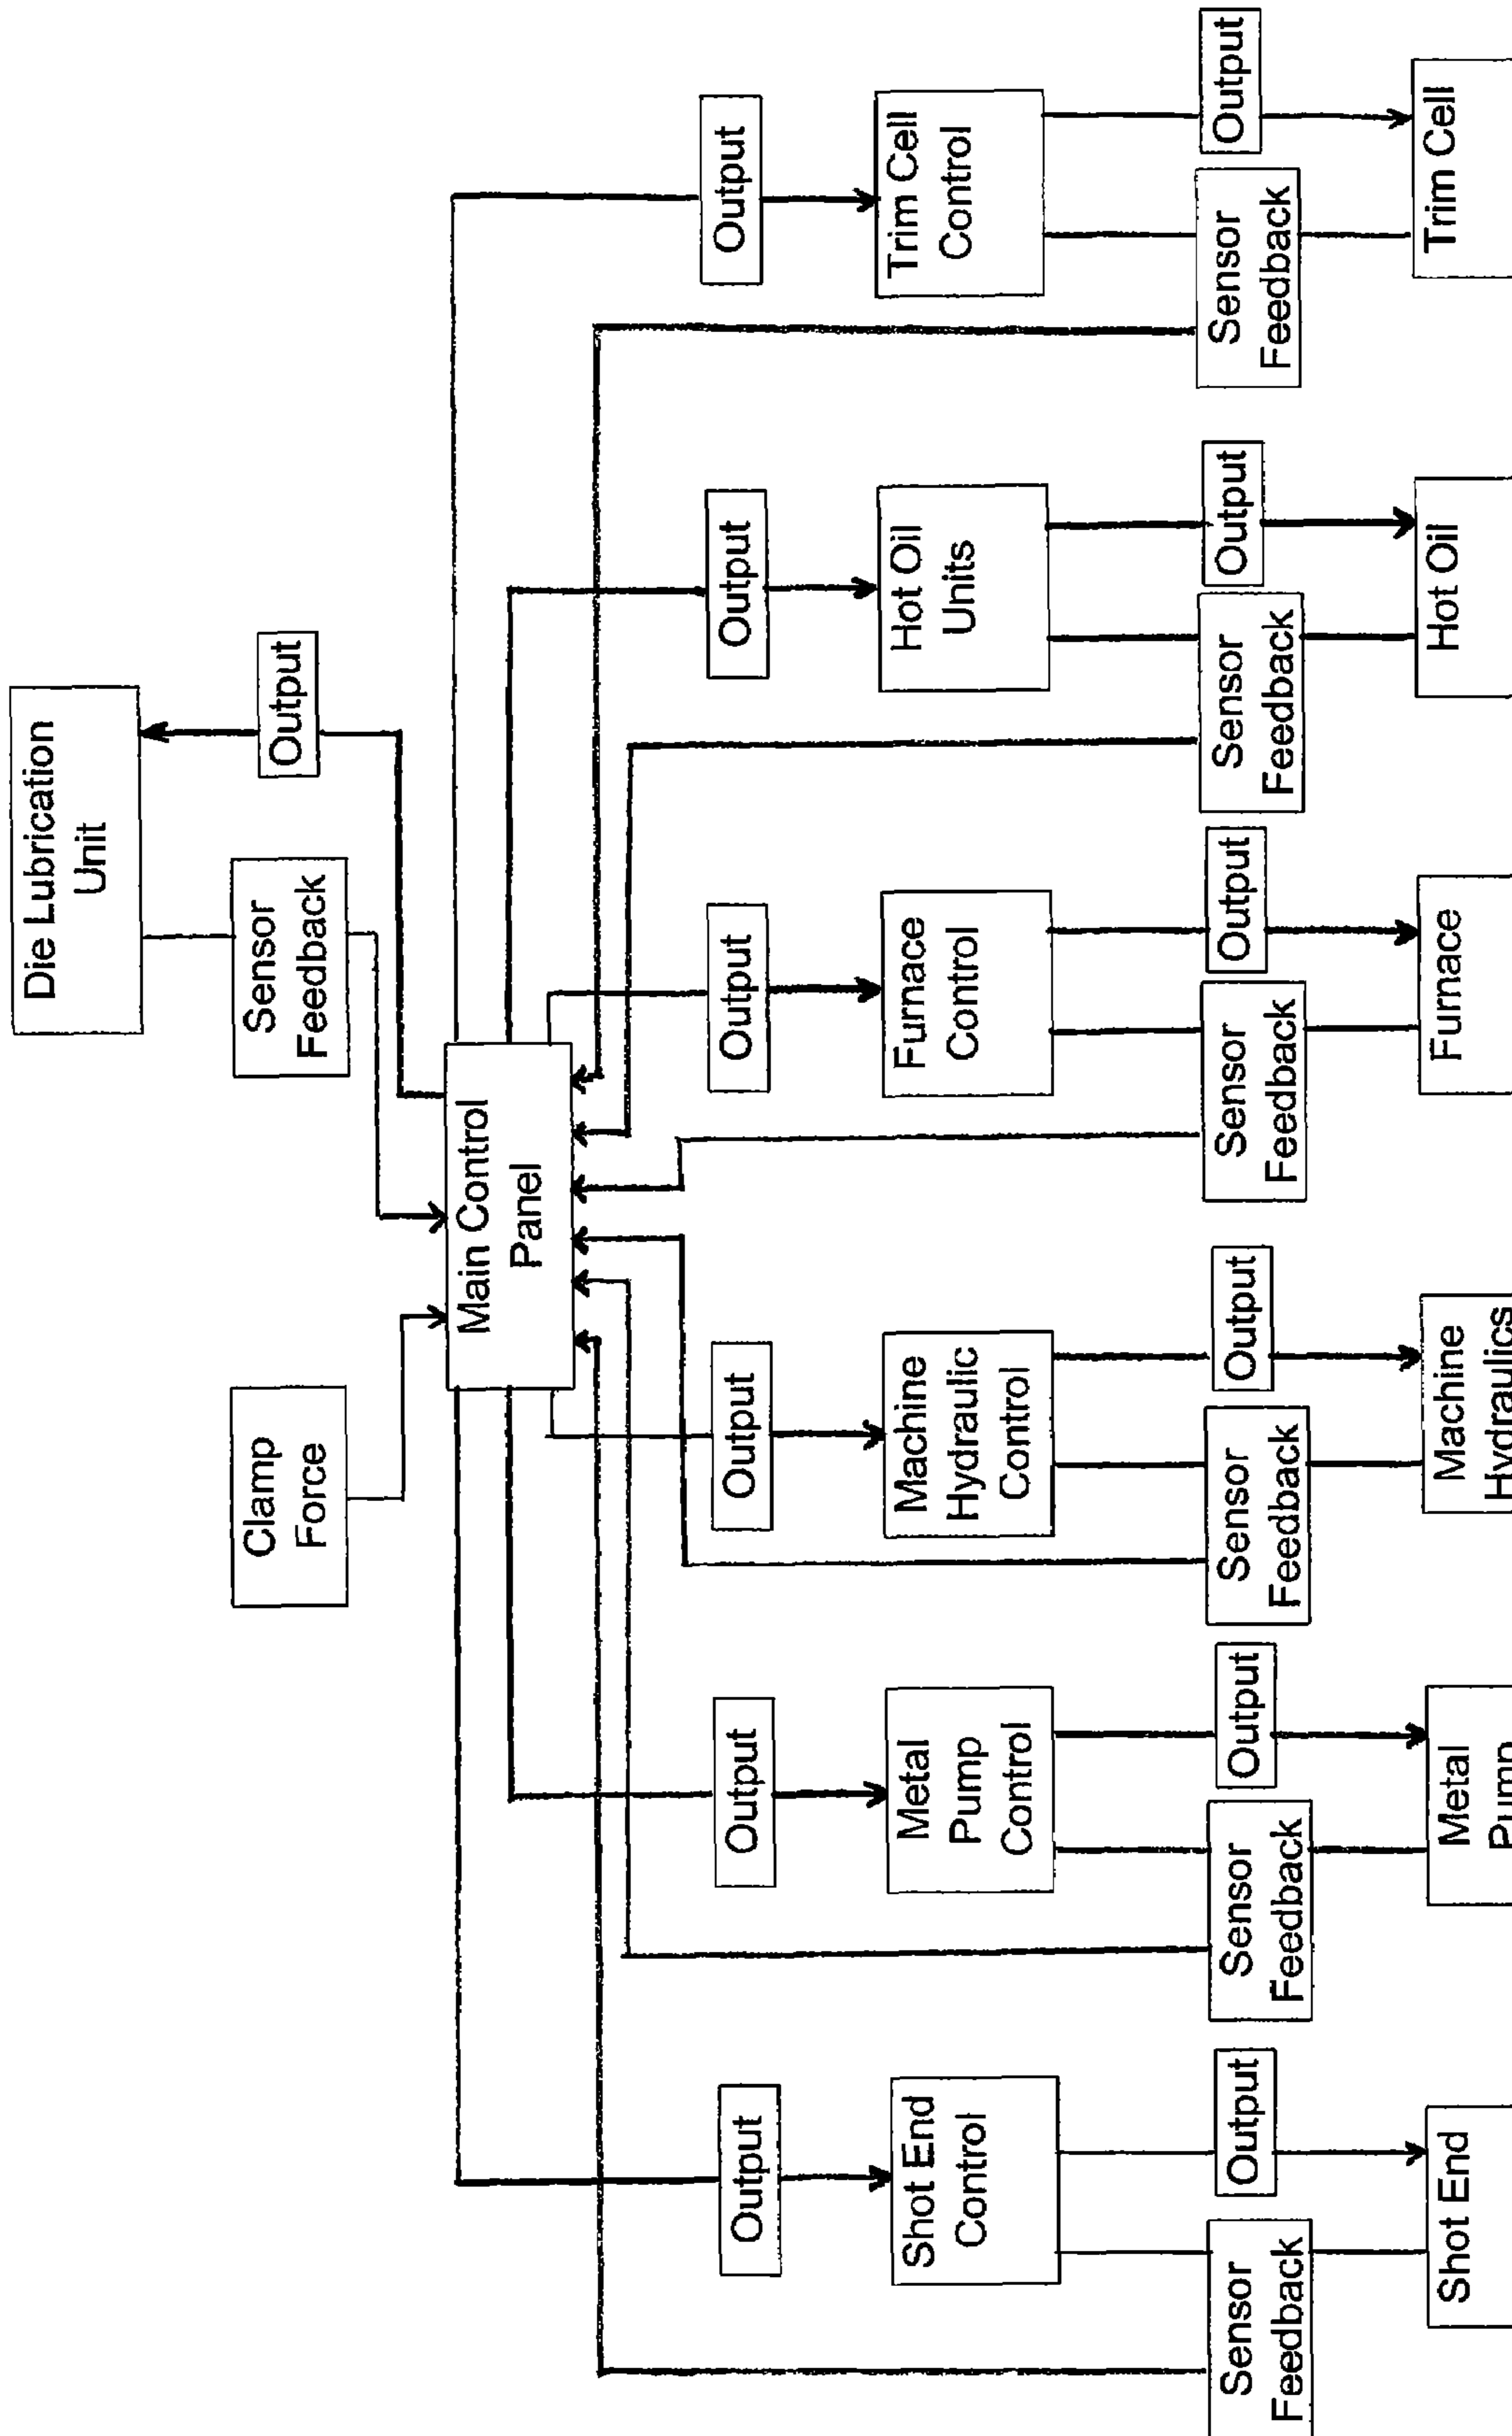 Die Lubrication
Unit
Clamp
Force
Sensor
Feedback
Output
Main Control
Panel
Output
Output
Output
Output
Output
Output
Shot End
Control
Metal
Pump
Control
Machine
Hydraulic
Control
Furnace
Control
Hot Oil
Units
Trim Cell
Control
Sensor
Feedback
Output
Sensor
Feedback
Output
Sensor
Feedback
Output
Sensor
Feedback
Output
Sensor
Feedback
Output
Sensor
Feedback
Output
Shot End
Metal
Pump
Machine
Hydraulics
Furnace
Hot Oil
Trim Cell